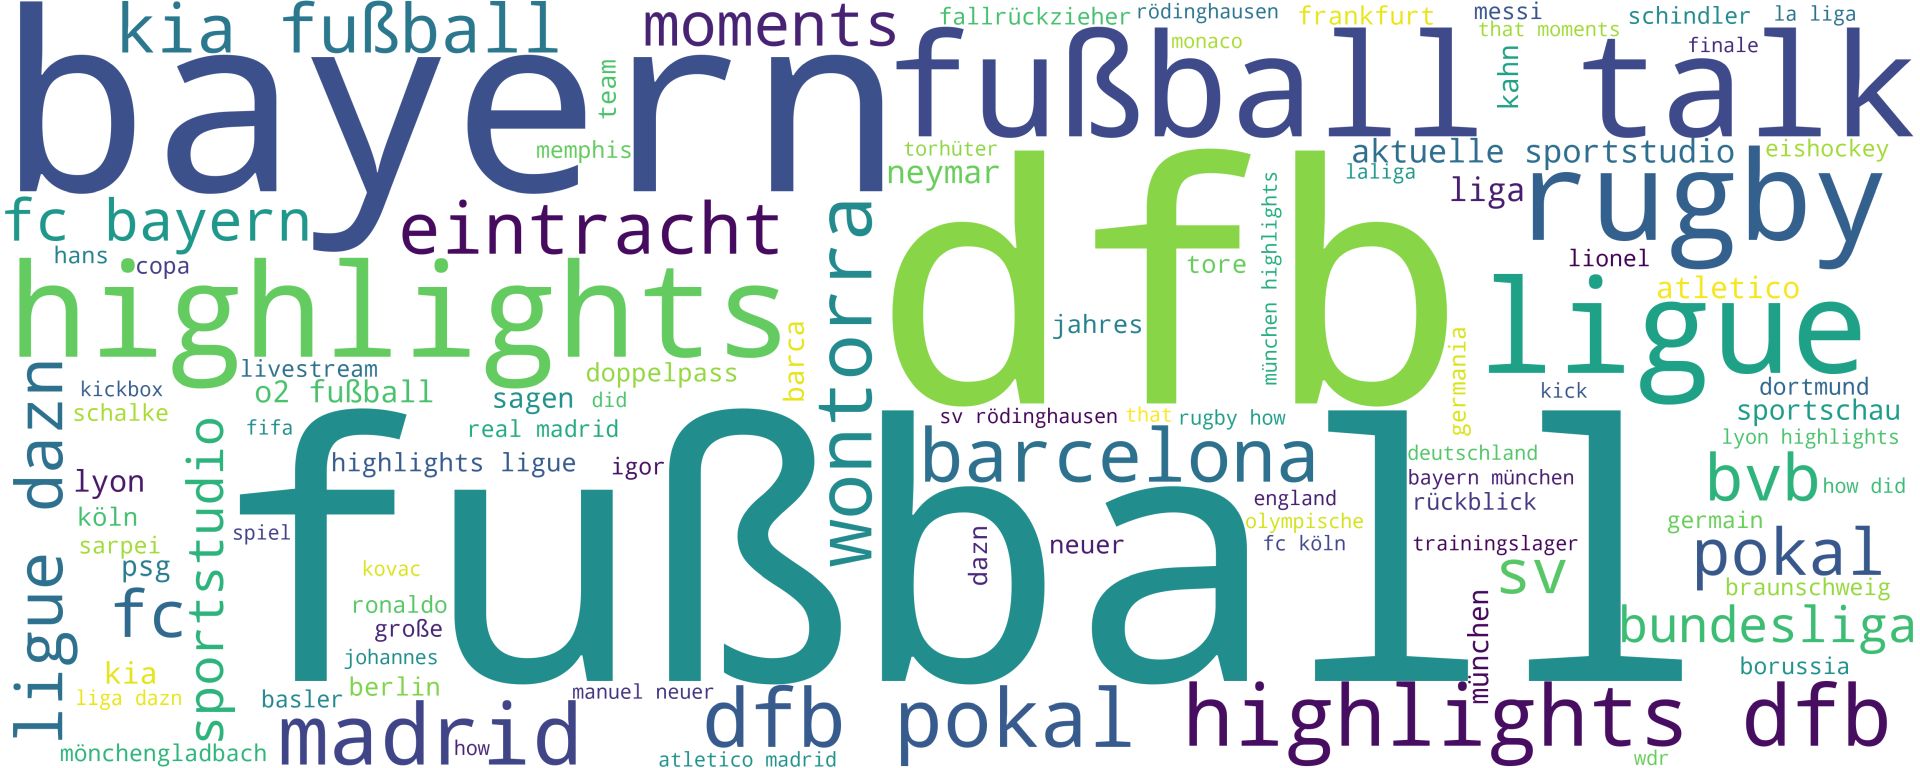 kia fußball
moments
fallrückzieher
rödinghausen
frankfurt
messi
schindler
la liga
that moments
monaco
finale
bayern
fußball talk
team
kahn
memphis
torhüter
neymar
aktuelle sportstudio
eishockey
laliga
liga
rugby
fc bayern
eintracht
wontorra
dfb
münchen highlights
hans
copa
tore
lionel
highlights
atletico
ligue
jahres
barca
germania
livestream
doppelpass
kickbox
o2 fußball
sagen
did
kick
dortmund
schalke
sportschau
sv rödinghausen
that
rugby how
fifa
real madrid
lyon highlights
ligue dazn
sportstudio
fußball
barcelona
deutschland
highlights ligue
igor
bayern münchen
bvb
how did
lyon
england
rückblick
köln
olympische
germain
spiel
sarpei
dazn
neuer
fc köln
trainingslager
pokal
psg
kovac
sv
braunschweig
fc
ronaldo
große
münchen
bundesliga
johannes
kia
berlin
borussia
liga dazn
basler
manuel neuer
madrid
dfb pokal
highlights dfb
mönchengladbach
how
atletico madrid
wdr